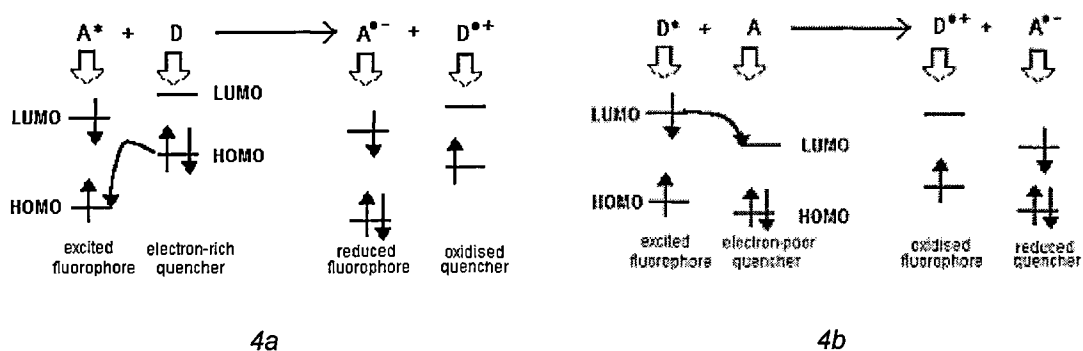 A* + D → A•− + D•+
LUMO
LUMO
HOMO
HOMO
excited fluorophore
electron-rich quencher
reduced fluorophore
oxidised quencher
4a
D* + A → D•+ + A•−
LUMO
LUMO
HOMO
HOMO
excited fluorophore
electron-poor quencher
oxidised fluorophore
reduced quencher
4b